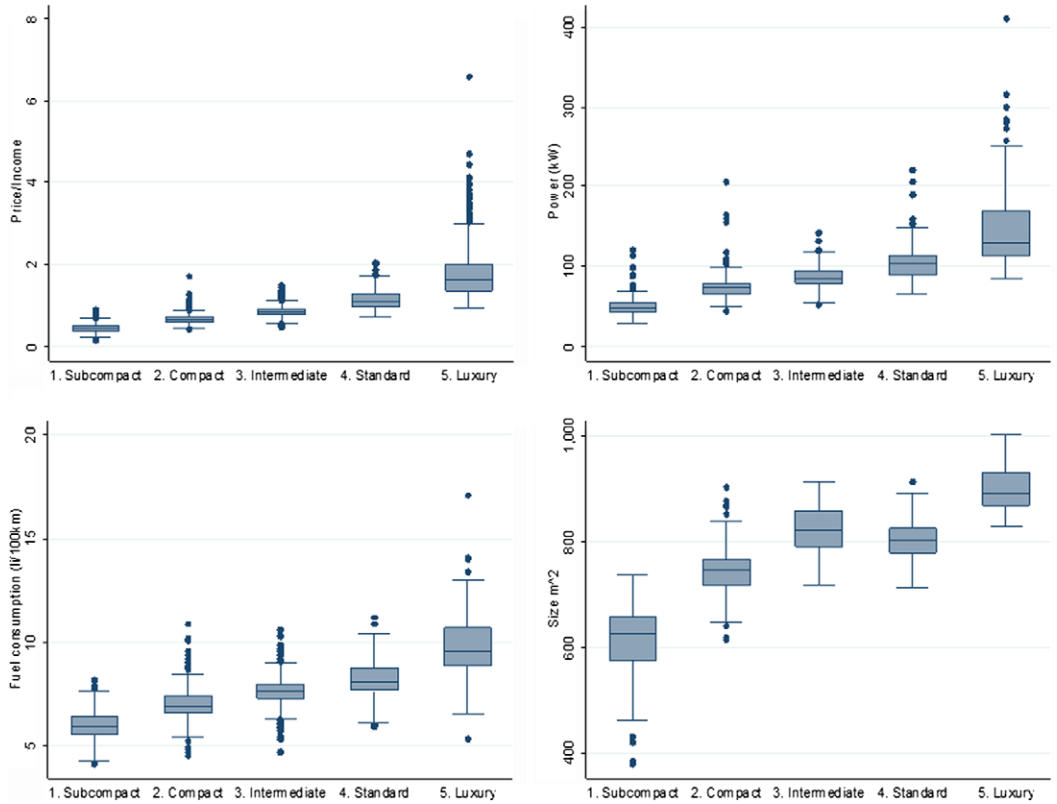 Price/Income
8
6
4
2
0
1. Subcompact 2. Compact 3. Intermediate 4. Standard 5. Luxury
Power (kW)
400
300
200
100
0
1. Subcompact 2. Compact 3. Intermediate 4. Standard 5. Luxury
Fuel consumption (li/100km)
20
15
10
5
1. Subcompact 2. Compact 3. Intermediate 4. Standard 5. Luxury
Size m^2
1,000
800
600
400
1. Subcompact 2. Compact 3. Intermediate 4. Standard 5. Luxury